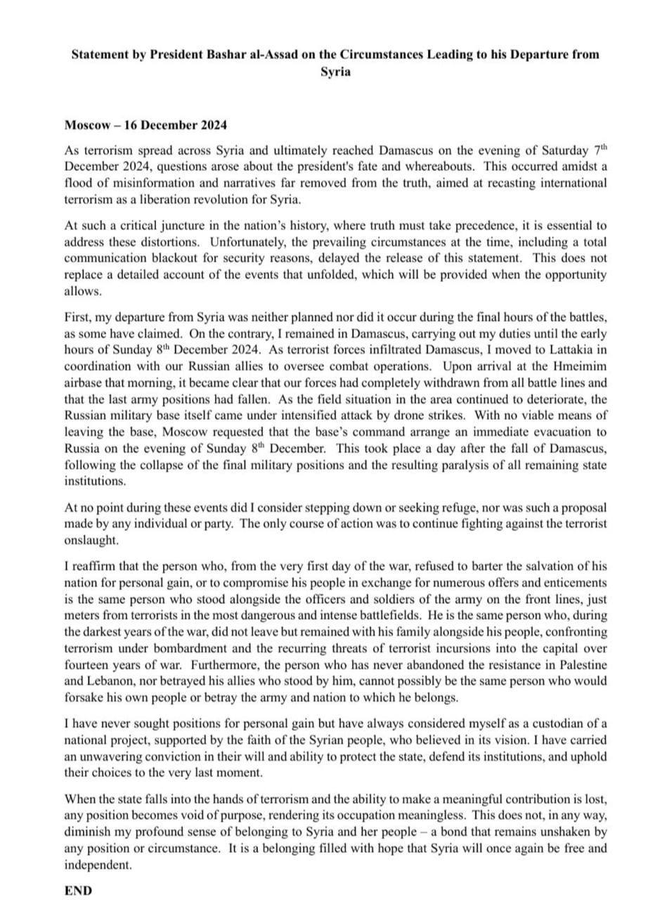 Statement by President Bashar al-Assad on the Circumstances Leading to his Departure from
Syria
Moscow – 16 December 2024
As terrorism spread across Syria and ultimately reached Damascus on the evening of Saturday 7th
December 2024, questions arose about the president's fate and whereabouts. This occurred amidst a
flood of misinformation and narratives far removed from the truth, aimed at recasting international
terrorism as a liberation revolution for Syria.
At such a critical juncture in the nation's history, where truth must take precedence, it is essential to
address these distortions. Unfortunately, the prevailing circumstances at the time, including a total
communication blackout for security reasons, delayed the release of this statement. This does not
replace a detailed account of the events that unfolded, which will be provided when the opportunity
allows.
First, my departure from Syria was neither planned nor did it occur during the final hours of the battles,
as some have claimed. On the contrary, I remained in Damascus, carrying out my duties until the early
hours of Sunday 8th December 2024. As terrorist forces infiltrated Damascus, I moved to Lattakia in
coordination with our Russian allies to oversee combat operations. Upon arrival at the Hmeimim
airbase that morning, it became clear that our forces had completely withdrawn from all battle lines and
that the last army positions had fallen. As the field situation in the area continued to deteriorate, the
Russian military base itself came under intensified attack by drone strikes. With no viable means of
leaving the base, Moscow requested that the base's command arrange an immediate evacuation to
Russia on the evening of Sunday 8th December. This took place a day after the fall of Damascus,
following the collapse of the final military positions and the resulting paralysis of all remaining state
institutions.
At no point during these events did I consider stepping down or seeking refuge, nor was such a proposal
made by any individual or party. The only course of action was to continue fighting against the terrorist
onslaught.
I reaffirm that the person who, from the very first day of the war, refused to barter the salvation of his
nation for personal gain, or to compromise his people in exchange for numerous offers and enticements
is the same person who stood alongside the officers and soldiers of the army on the front lines, just
meters from terrorists in the most dangerous and intense battlefields. He is the same person who, during
the darkest years of the war, did not leave but remained with his family alongside his people, confronting
terrorism under bombardment and the recurring threats of terrorist incursions into the capital over
fourteen years of war. Furthermore, the person who has never abandoned the resistance in Palestine
and Lebanon, nor betrayed his allies who stood by him, cannot possibly be the same person who would
forsake his own people or betray the army and nation to which he belongs.
I have never sought positions for personal gain but have always considered myself as a custodian of a
national project, supported by the faith of the Syrian people, who believed in its vision. I have carried
an unwavering conviction in their will and ability to protect the state, defend its institutions, and uphold
their choices to the very last moment.
When the state falls into the hands of terrorism and the ability to make a meaningful contribution is lost,
any position becomes void of purpose, rendering its occupation meaningless. This does not, in any way,
diminish my profound sense of belonging to Syria and her people – a bond that remains unshaken by
any position or circumstance. It is a belonging filled with hope that Syria will once again be free and
independent.
END